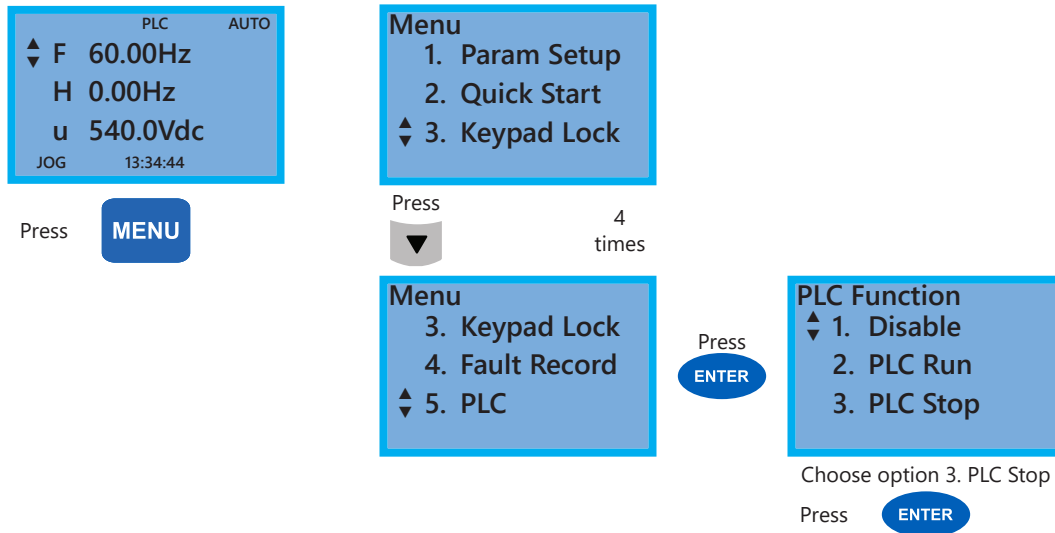 PLC AUTO
F 60.00Hz
H 0.00Hz
u 540.0Vdc
JOG 13:34:44
Press MENU
Menu
1. Param Setup
2. Quick Start
3. Keypad Lock
Press
4
times
Menu
3. Keypad Lock
4. Fault Record
5. PLC
Press
ENTER
PLC Function
1. Disable
2. PLC Run
3. PLC Stop
Choose option 3. PLC Stop
Press ENTER